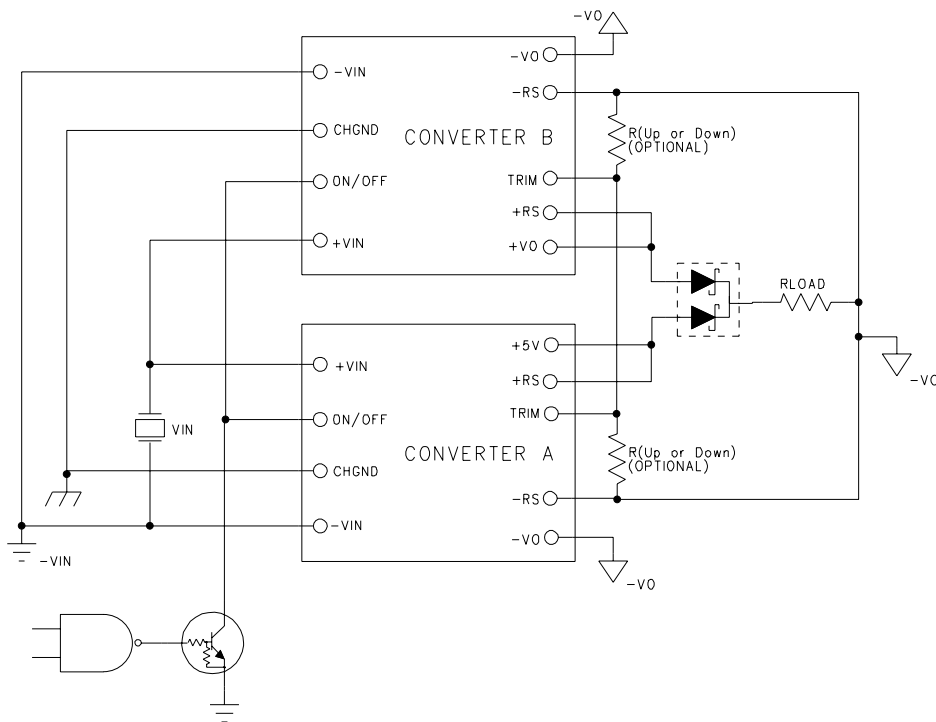 -VO
-VIN
-VO
-RS
CHGND
CONVERTER B
R(Up or Down)
(OPTIONAL)
ON/OFF
TRIM
+RS
+VIN
+VO
RLOAD
+5V
+VIN
+RS
-VO
ON/OFF
TRIM
VIN
CONVERTER A
R(Up or Down)
(OPTIONAL)
CHGND
-RS
-VIN
-VO
-VIN
-VO